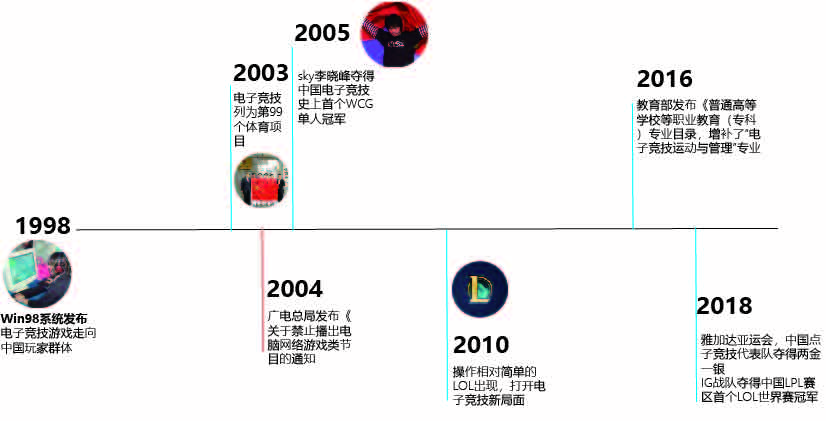 1998
Win98系统发布
电子竞技游戏走向
中国玩家群体
2003
电子竞技
列为第99
个体育项
目
2004
广电总局发布《
关于禁止播出电
脑网络游戏类节
目的通知
2005
sky李晓峰夺得
中国电子竞技
史上首个WCG
单人冠军
2010
操作相对简单的
LOL出现，打开电
子竞技新局面
2016
教育部发布《普通高等
学校等职业教育（专科
）专业目录，增补了“电
子竞技运动与管理”专业
2018
雅加达亚运会，中国点
子竞技代表队夺得两金
一银
IG战队夺得中国LPL赛
区首个LOL世界赛冠军